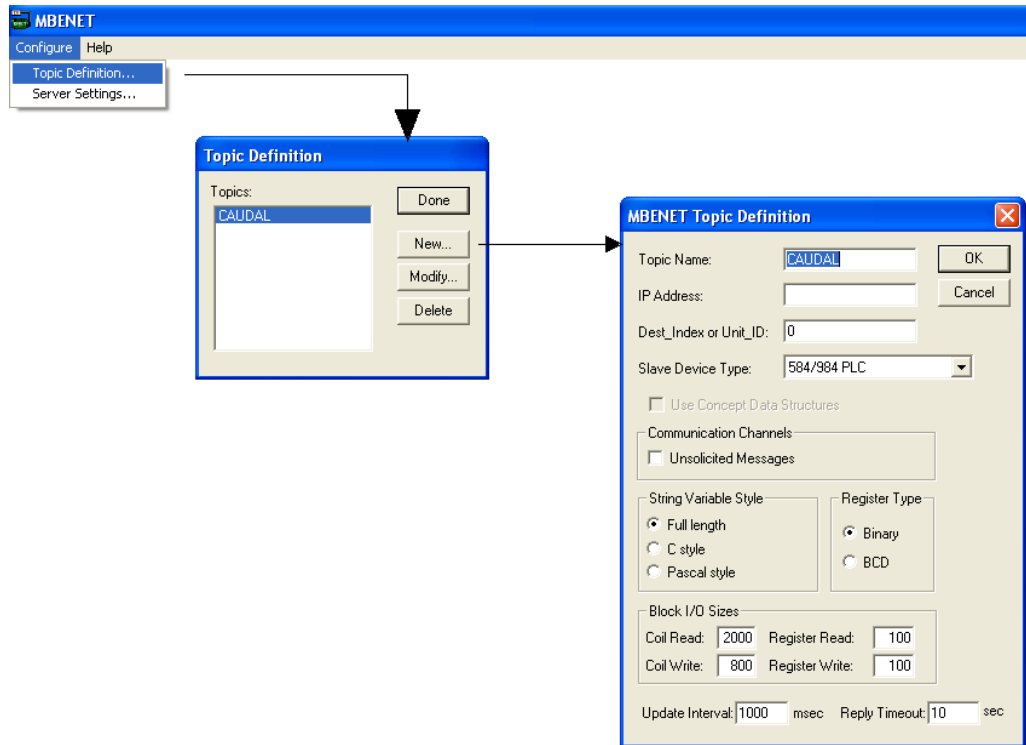 MBENET
Configure Help
Topic Definition...
Server Settings...
Topic Definition
Topics:
CAUDAL
Done
New...
Modify...
Delete
MBENET Topic Definition
Topic Name: CAUDAL OK
IP Address: Cancel
Dest_Index or Unit_ID: 0
Slave Device Type: 584/984 PLC
Use Concept Data Structures
Communication Channels
Unsolicited Messages
String Variable Style
Full length
C style
Pascal style
Register Type
Binary
BCD
Block I/O Sizes
Coil Read: 2000 Register Read: 100
Coil Write: 800 Register Write: 100
Update Interval: 1000 msec Reply Timeout: 10 sec